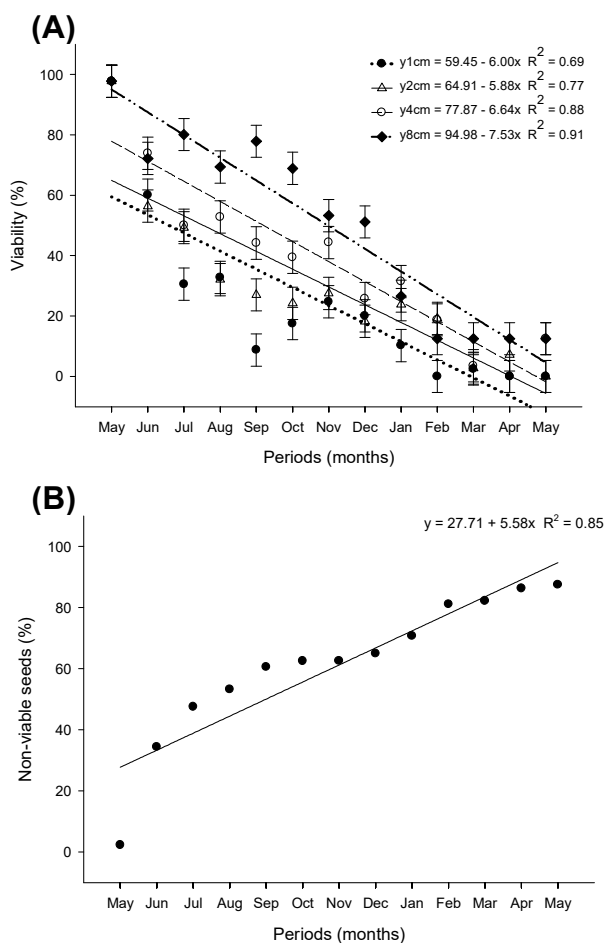 (A)
y1cm = 59.45 - 6.00x R² = 0.69
y2cm = 64.91 - 5.88x R² = 0.77
y4cm = 77.87 - 6.64x R² = 0.88
y8cm = 94.98 - 7.53x R² = 0.91
100
80
60
40
20
0
Viability (%)
May Jun Jul Aug Sep Oct Nov Dec Jan Feb Mar Apr May
Periods (months)
(B)
y = 27.71 + 5.58x R² = 0.85
100
80
60
40
20
0
Non-viable seeds (%)
May Jun Jul Aug Sep Oct Nov Dec Jan Feb Mar Apr May
Periods (months)